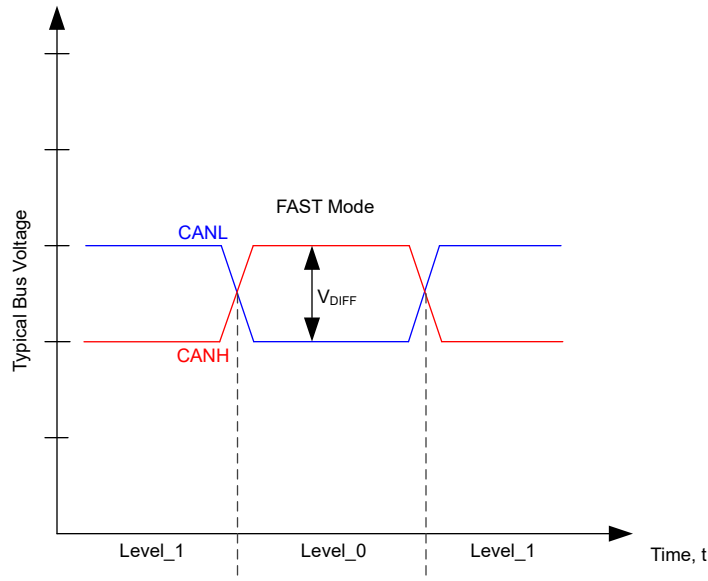 FAST Mode
CANL
VDIFF
CANH
Typical Bus Voltage
Level_1
Level_0
Level_1
Time, t